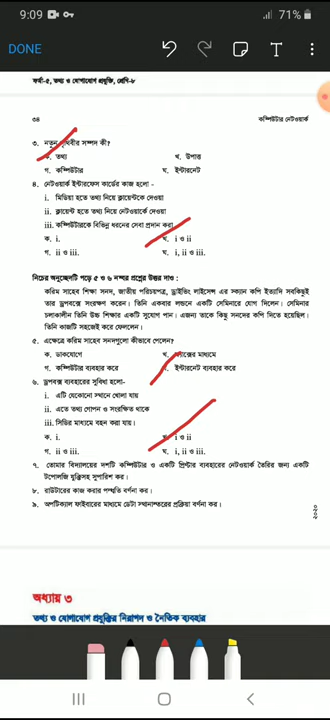 9:09
71%
DONE
T
ফর্মা-৫, তথ্য ও যোগাযোগ প্রযুক্তি, শ্রেণি-৮
৩৪
কম্পিউটার নেটওয়ার্ক
৩. নতুন পৃথিবীর সম্পদ কী?
ক. তথ্য
খ. উপাত্ত
গ. কম্পিউটার
ঘ. ইন্টারনেট
৪. নেটওয়ার্ক ইন্টারফেস কার্ডের কাজ হলো -
i. মিডিয়া হতে তথ্য নিয়ে ক্লায়েন্টকে দেওয়া
ii. ক্লায়েন্ট হতে তথ্য নিয়ে নেটওয়ার্কে দেওয়া
iii. কম্পিউটারকে বিভিন্ন ধরনের সেবা প্রদান করা
ক. i.
খ. i ও ii
গ. ii ও iii.
ঘ. i, ii ও iii.
নিচের অনুচ্ছেদটি পড়ে ৫ ও ৬ নম্বর প্রশ্নের উত্তর দাও :
করিম সাহেব শিক্ষা সনদ, জাতীয় পরিচয়পত্র, ড্রাইভিং লাইসেন্স এর স্ক্যান কপি ইত্যাদি সবকিছুই
তার ড্রপবক্সে সংরক্ষণ করেন। তিনি একবার লন্ডনে একটি সেমিনারে যোগ দিলেন। সেমিনার
চলাকালীন তিনি উচ্চ শিক্ষার একটি সুযোগ পান। এজন্য তাকে কিছু সনদের কপি দিতে হয়েছিল।
তিনি কাজটি সহজেই করে ফেললেন।
৫. এক্ষেত্রে করিম সাহেব সনদগুলো কীভাবে পেলেন?
ক. ডাকযোগে
খ. ফ্যাক্সের মাধ্যমে
গ. কম্পিউটার ব্যবহার করে
ঘ. ইন্টারনেট ব্যবহার করে
৬. ড্রপবক্স ব্যবহারের সুবিধা হলো-
i. এটি যেকোনো স্থানে খোলা যায়
ii. এতে তথ্য গোপন ও সংরক্ষিত থাকে
iii. সিডির মাধ্যমে বহন করা যায়।
ক. i.
খ. i ও ii
গ. ii ও iii.
ঘ. i, ii ও iii.
৭. তোমার বিদ্যালয়ের দশটি কম্পিউটার ও একটি প্রিন্টার ব্যবহারের নেটওয়ার্ক তৈরির জন্য একটি
টপোলজি যুক্তিসহ সুপারিশ কর।
৮. রাউটারের কাজ করার পদ্ধতি বর্ণনা কর।
৯. অপটিক্যাল ফাইবারের মাধ্যমে ডেটা স্থানান্তরের প্রক্রিয়া বর্ণনা কর।
২০২০
অধ্যায় ৩
তথ্য ও যোগাযোগ প্রযুক্তির নিরাপদ ও নৈতিক ব্যবহার